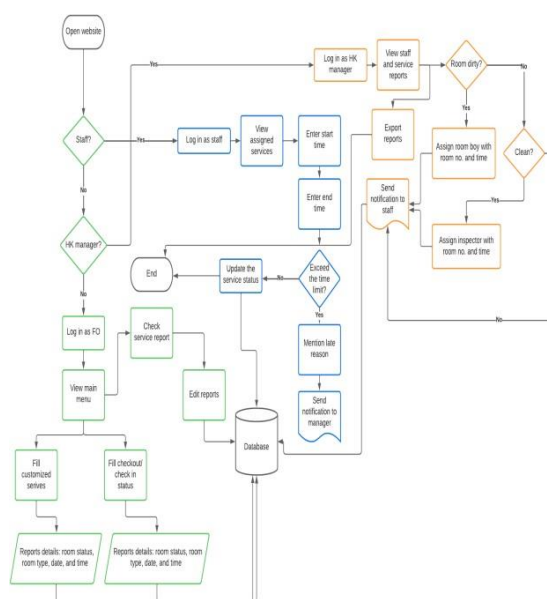 Open website
Log in as HK
manager
View staff
and service
reports
Room dirty?
No
Yes
Yes
Export
reports
Assign room boy with
room no. and time
Clean?
Staff?
Yes
Log in as staff
View
assigned
services
Enter start
time
No
Enter end
time
Send
notification to
staff
Yes
Assign inspector with
room no. and time
HK manager?
End
Update the
service status
No
Exceed
the time
limit?
No
No
Yes
Log in as FO
Check
service report
Mention late
reason
View main
menu
Edit reports
Send
notification to
manager
Database
Fill
customized
serives
Fill checkout/
check in
status
Reports details: room status,
room type, date, and time
Reports details: room status, room
type, date, and time